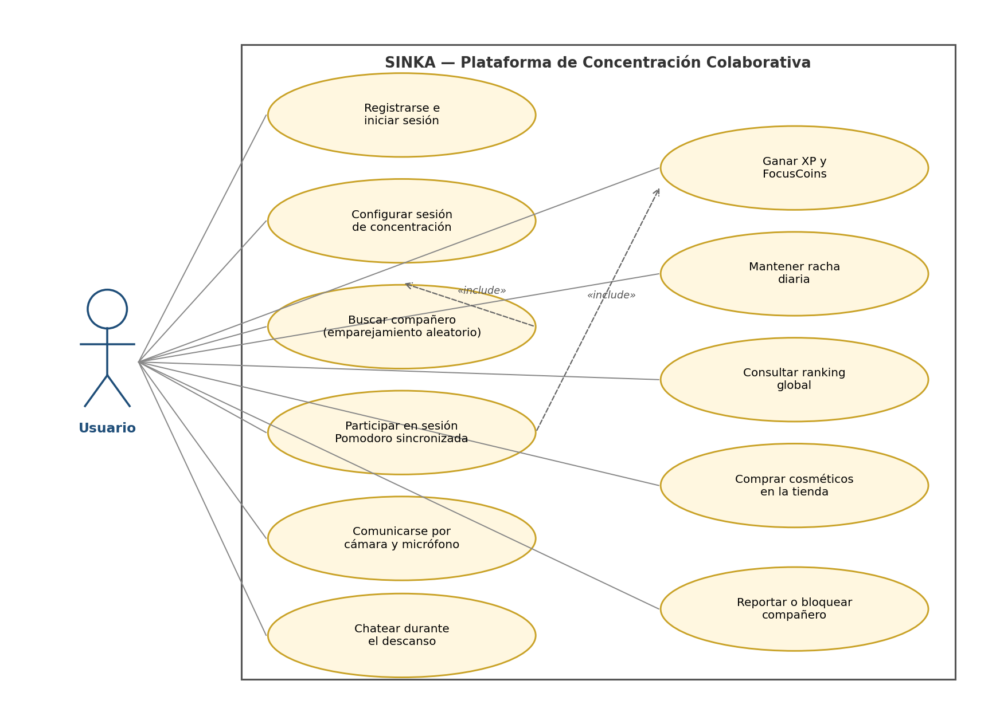 SINKA — Plataforma de Concentración Colaborativa
Registrarse e
iniciar sesión
Configurar sesión
de concentración
«include»
Buscar compañero
(emparejamiento aleatorio)
Participar en sesión
Pomodoro sincronizada
Comunicarse por
cámara y micrófono
Chatear durante
el descanso
Ganar XP y
FocusCoins
«include»
Mantener racha
diaria
Consultar ranking
global
Comprar cosméticos
en la tienda
Reportar o bloquear
compañero
Usuario